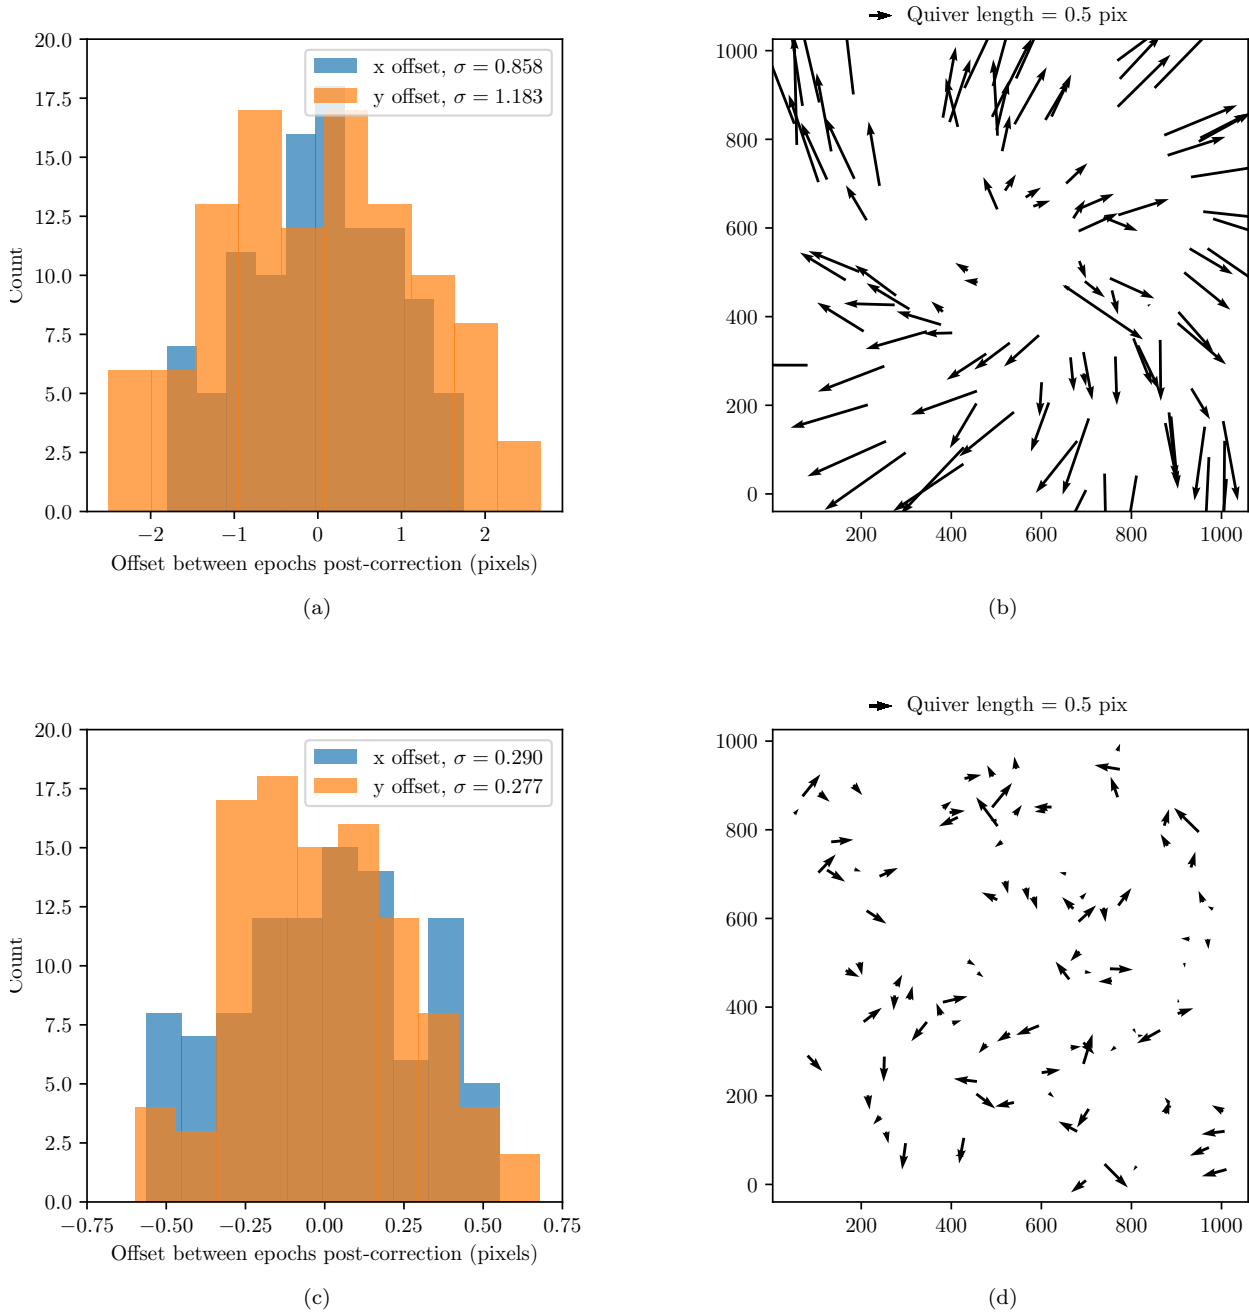 20.0
17.5
15.0
12.5
10.0
7.5
5.0
2.5
0.0
Count
x offset, σ = 0.858
y offset, σ = 1.183
−2 −1 0 1 2
Offset between epochs post-correction (pixels)
(a)
Quiver length = 0.5 pix
1000
800
600
400
200
0
200 400 600 800 1000
(b)
20.0
17.5
15.0
12.5
10.0
7.5
5.0
2.5
0.0
Count
x offset, σ = 0.290
y offset, σ = 0.277
−0.75 −0.50 −0.25 0.00 0.25 0.50 0.75
Offset between epochs post-correction (pixels)
(c)
Quiver length = 0.5 pix
1000
800
600
400
200
0
200 400 600 800 1000
(d)